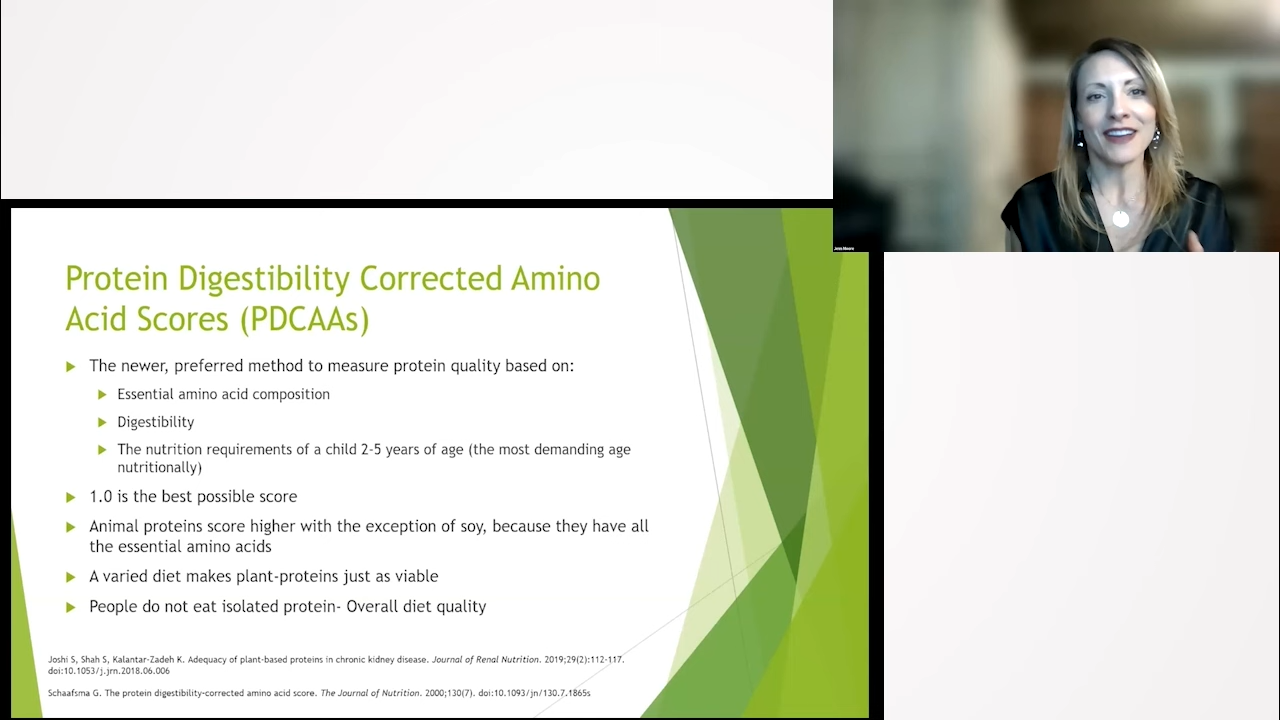 Jenn Moore
Protein Digestibility Corrected Amino
Acid Scores (PDCAAs)
The newer, preferred method to measure protein quality based on:
Essential amino acid composition
Digestibility
The nutrition requirements of a child 2-5 years of age (the most demanding age
nutritionally)
1.0 is the best possible score
Animal proteins score higher with the exception of soy, because they have all
the essential amino acids
A varied diet makes plant-proteins just as viable
People do not eat isolated protein- Overall diet quality
Joshi S, Shah S, Kalantar-Zadeh K. Adequacy of plant-based proteins in chronic kidney disease. Journal of Renal Nutrition. 2019;29(2):112-117.
doi:10.1053/j.jrn.2018.06.006
Schaafsma G. The protein digestibility-corrected amino acid score. The Journal of Nutrition. 2000;130(7). doi:10.1093/jn/130.7.1865s